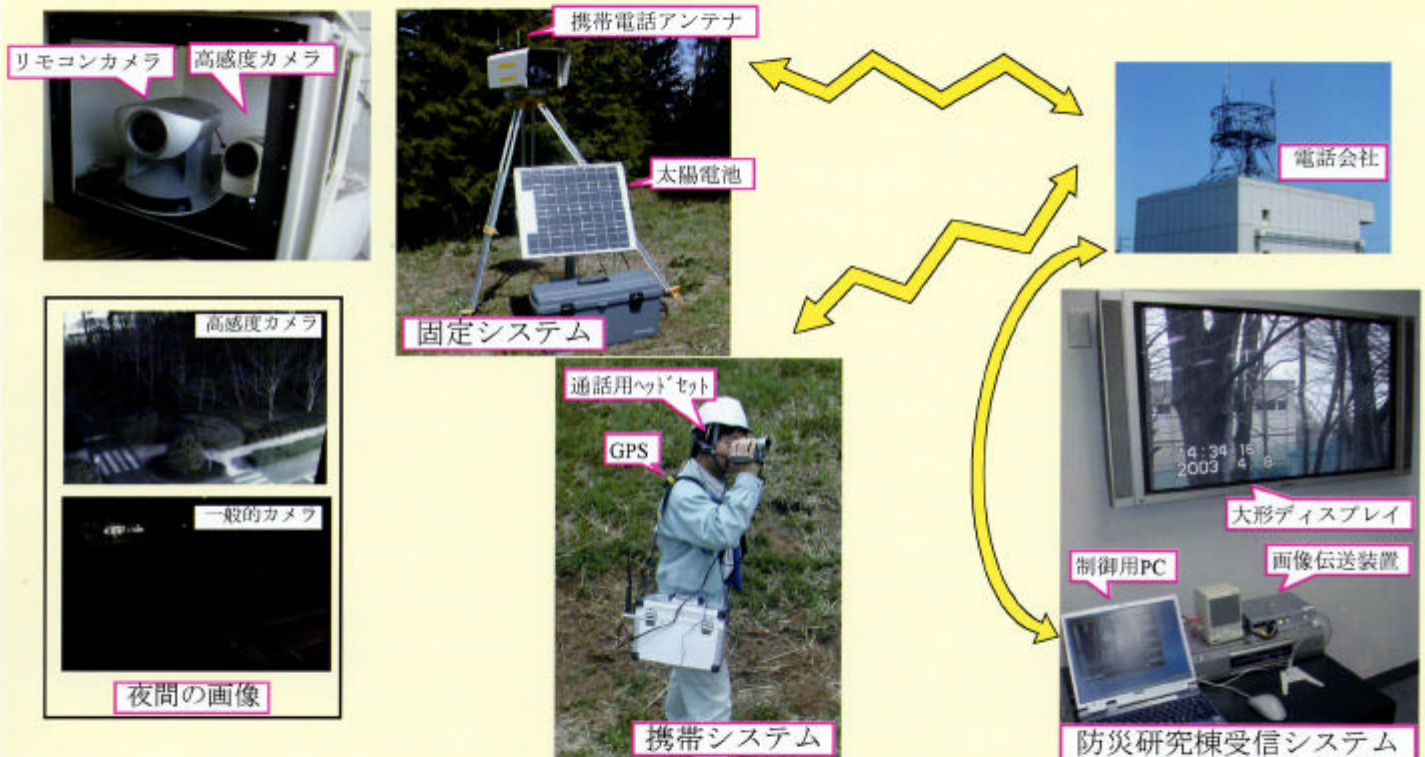 リモコンカメラ
高感度カメラ
携帯電話アンテナ
太陽電池
固定システム
電話会社
高感度カメラ
一般的カメラ
夜間の画像
通話用ヘッドセット
GPS
携帯システム
14:34:16
2003 4 8
大形ディスプレイ
制御用PC
画像伝送装置
防災研究棟受信システム